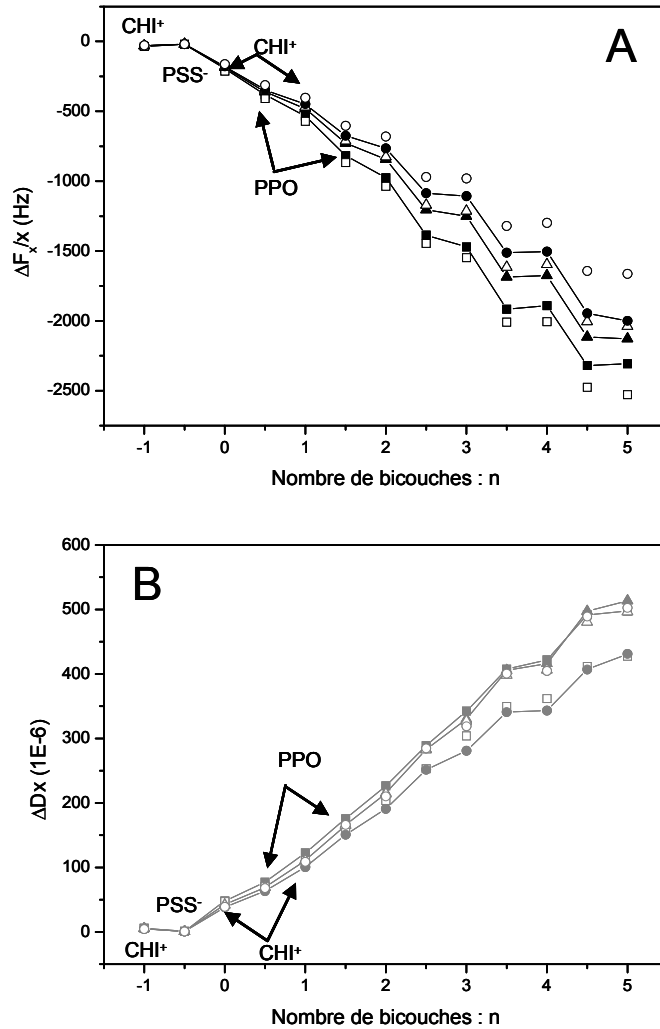 A
CHI⁺
CHI⁺
PSS⁻
PPO
0
-500
-1000
-1500
-2000
-2500
ΔFₓ/x (Hz)
-1 0 1 2 3 4 5
Nombre de bicouches : n
B
600
500
400
300
200
100
0
ΔDx (1E-6)
PPO
PSS⁻
CHI⁺
CHI⁺
-1 0 1 2 3 4 5
Nombre de bicouches : n